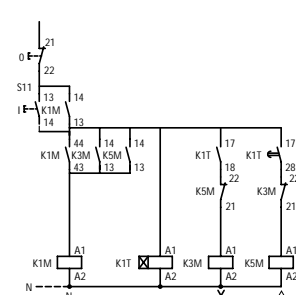 21
0
22
S11
13 14
I K1M
14 13
44 14 14 17 17
K1M K3M K5M K1T K1T
43 13 13 18 28
22 22
K5M K3M
21 21
A1 A1 A1 A1
K1M K1T K3M K5M
A2 A2 A2 A2
N